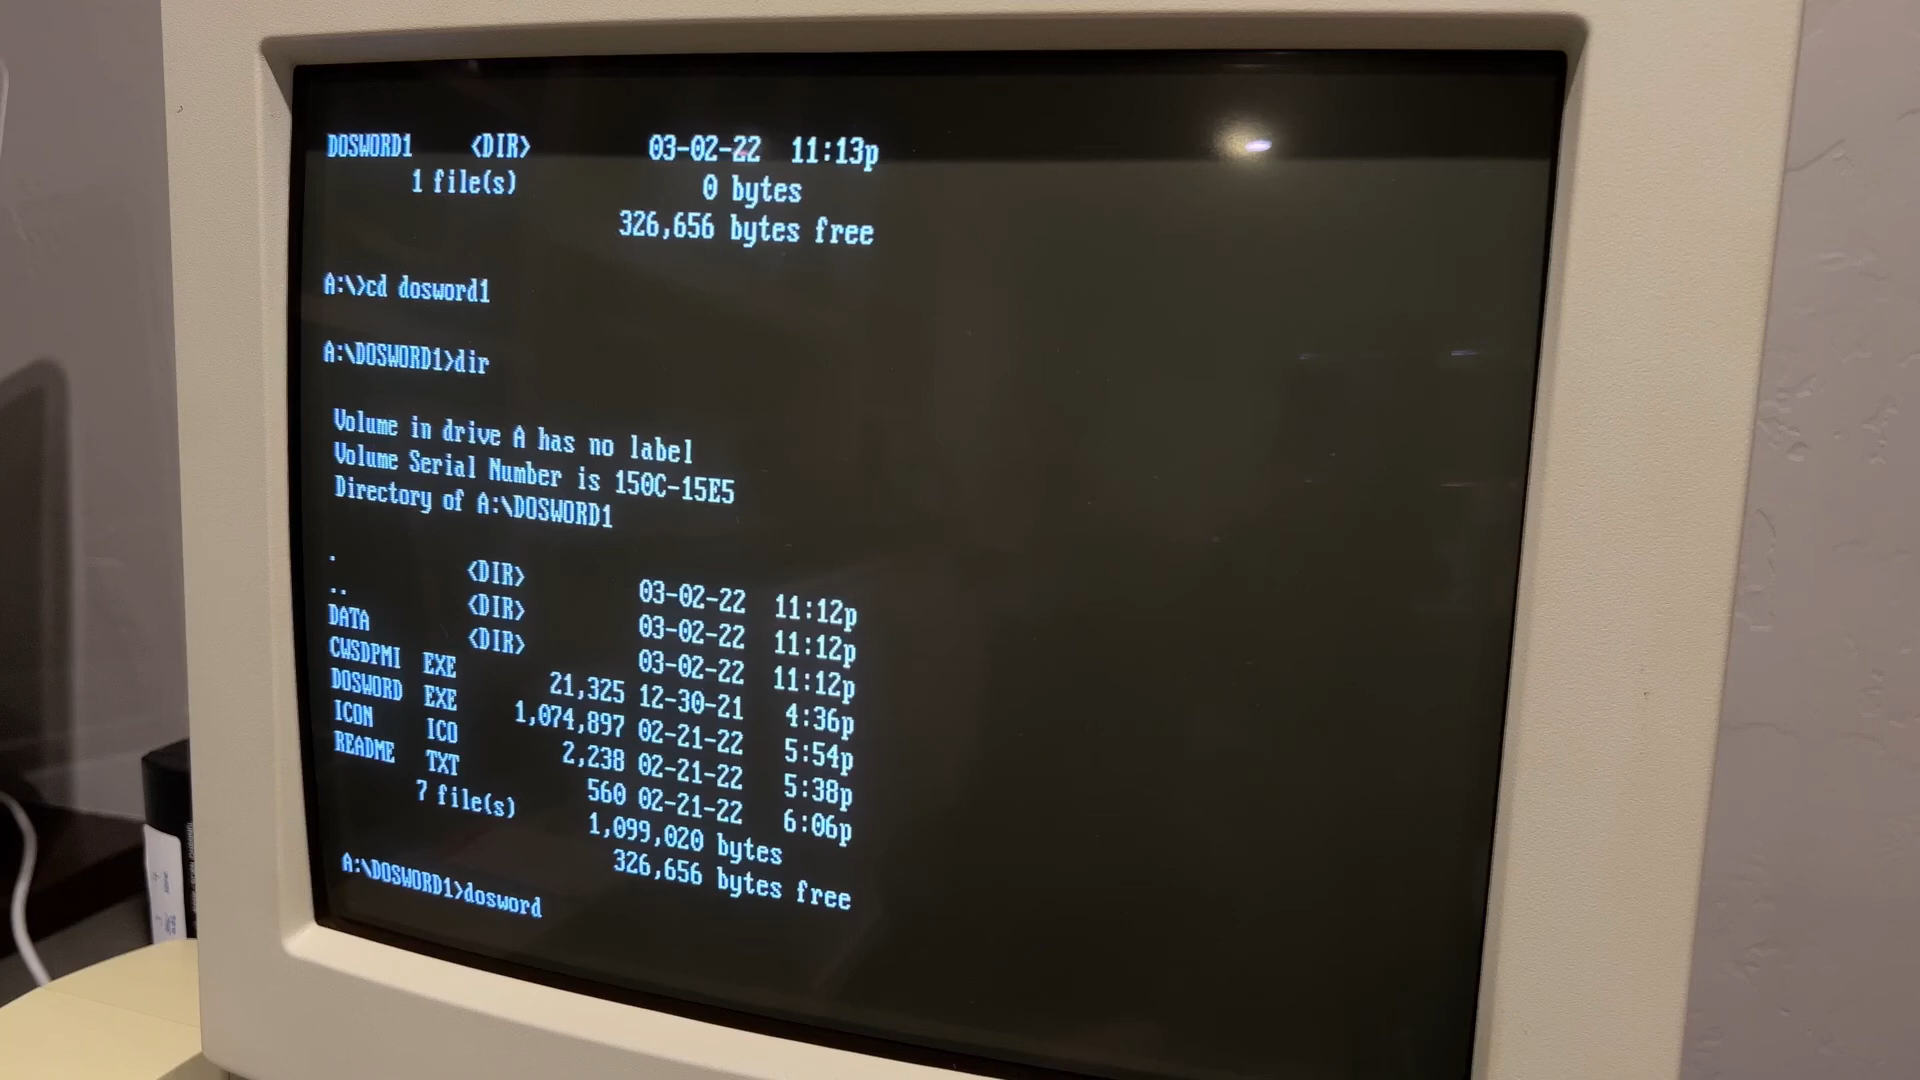 DOSWORD1 <DIR> 03-02-22 11:13p
1 file(s) 0 bytes
326,656 bytes free
A:\>cd dosword1
A:\DOSWORD1>dir
Volume in drive A has no label
Volume Serial Number is 150C-15E5
Directory of A:\DOSWORD1
. <DIR> 03-02-22 11:12p
.. <DIR> 03-02-22 11:12p
DATA <DIR> 03-02-22 11:12p
CWSDPMI EXE 21,325 12-30-21 4:36p
DOSWORD EXE 1,074,897 02-21-22 5:54p
ICON ICO 2,238 02-21-22 5:38p
README TXT 560 02-21-22 6:06p
7 file(s) 1,099,020 bytes
326,656 bytes free
A:\DOSWORD1>dosword